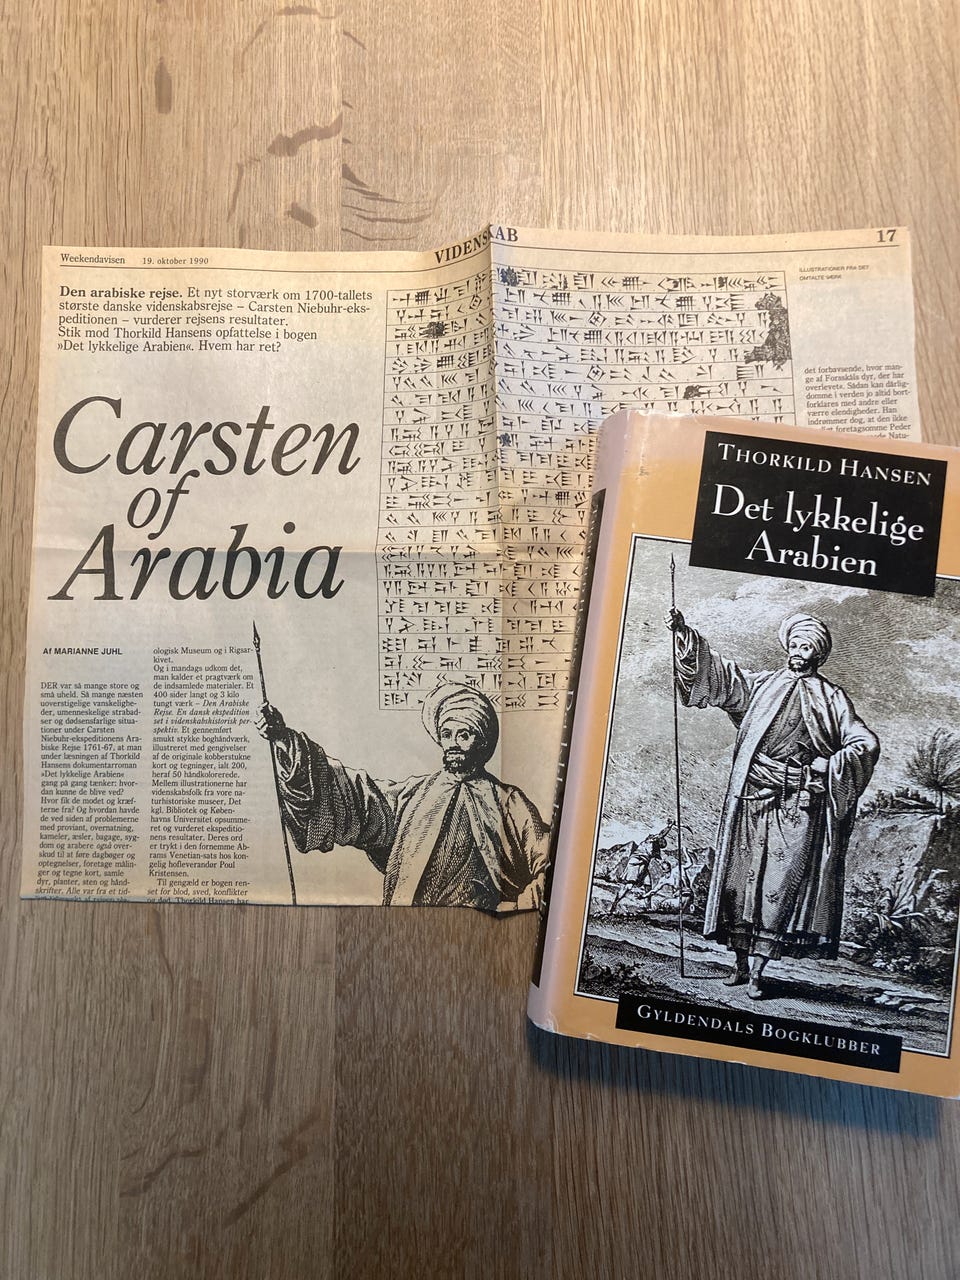 Weekendavisen 19. oktober 1990
VIDENSKAB
17
Den arabiske rejse. Et nyt storværk om 1700-tallets
største danske videnskabsrejse – Carsten Niebuhr-eks-
peditionen – vurderer rejsens resultater.
Stik mod Thorkild Hansens opfattelse i bogen
»Det lykkelige Arabien«. Hvem har ret?
ILLUSTRATIONER FRA DET
OMTALTE VÆRK
Carsten
of
Arabia
Af MARIANNE JUHL
DER var så mange store og
små uheld. Så mange næsten
uoverstigelige vanskelighe-
der, umenneskelige strabad-
ser og dødsensfarlige situa-
tioner under Carsten
Niebuhr-ekspeditionens Ara-
biske Rejse 1761-67, at man
under læsningen af Thorkild
Hansens dokumentarroman
»Det lykkelige Arabien«
gang på gang tænker: hvor-
dan kunne de blive ved?
Hvor fik de modet og kræf-
terne fra? Og hvordan havde
de ved siden af problemerne
med proviant, overnatning,
kameler, æsler, bagage, syg-
dom og arabere også over-
skud til at føre dagbøger og
optegnelser, foretage målin-
ger og tegne kort, samle
dyr, planter, sten og hånd-
skrifter. Alle var fra et tid-
ologisk Museum og i Rigsar-
kivet.
Og i mandags udkom det,
man kalder et pragtværk om
de indsamlede materialer. Et
400 sider langt og 3 kilo
tungt værk – Den Arabiske
Rejse. En dansk ekspedition
set i videnskabshistorisk per-
spektiv. Et gennemført
smukt stykke boghåndværk,
illustreret med gengivelser
af de originale kobberstukne
kort og tegninger, ialt 200,
heraf 50 håndkolorerede.
Mellem illustrationerne har
videnskabsfolk fra vore na-
turhistoriske museer, Det
kgl. Bibliotek og Køben-
havns Universitet opsumme-
ret og vurderet ekspeditio-
nens resultater. Deres ord
er trykt i den fornemme Ab-
rams Venetian-sats hos kon-
gelig hofleverandør Poul
Kristensen.
Til gengæld er bogen ren-
set for blod, sved, konflikter
og død. Thorkild Hansen har
det forbavsende, hvor man-
ge af Forsskåls dyr, der har
overlevet«. Sådan kan dårlig-
domme i verden jo altid bort-
forklares med andre eller
værre elendigheder. Han
indrømmer dog, at den ikke
foretagsomme Peder
Natu-
THORKILD HANSEN
Det lykkelige
Arabien
GYLDENDALS BOGKLUBBER